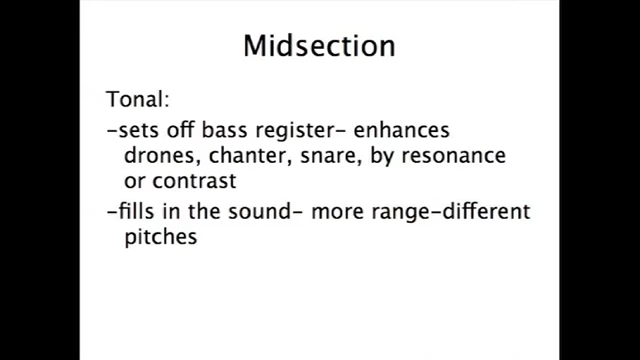 Midsection
Tonal:
-sets off bass register- enhances
drones, chanter, snare, by resonance
or contrast
-fills in the sound- more range-different
pitches